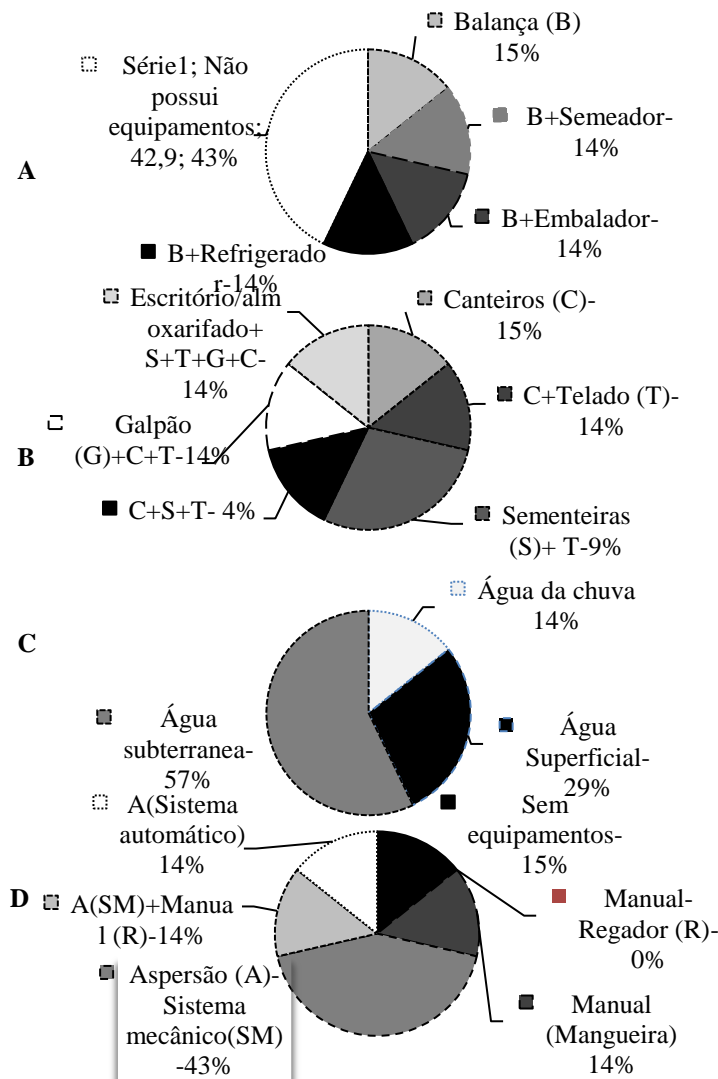 Balança (B)
15%
Série1; Não
possui
equipamentos;
42,9; 43%
B+Semeador-
14%
A
B+Embalador-
14%
B+Refrigerado
r-14%
Escritório/alm
oxarifado+
S+T+G+C-
14%
Canteiros (C)-
15%
C+Telado (T)-
14%
Galpão
(G)+C+T-14%
B
C+S+T- 4%
Sementeiras
(S)+ T-9%
Água da chuva
14%
C
Água
subterranea-
57%
Água
Superficial-
29%
A(Sistema
automático)
14%
Sem
equipamentos-
15%
D
A(SM)+Manua
l (R)-14%
Manual-
Regador (R)-
0%
Aspersão (A)-
Sistema
mecânico(SM)
-43%
Manual
(Mangueira)
14%